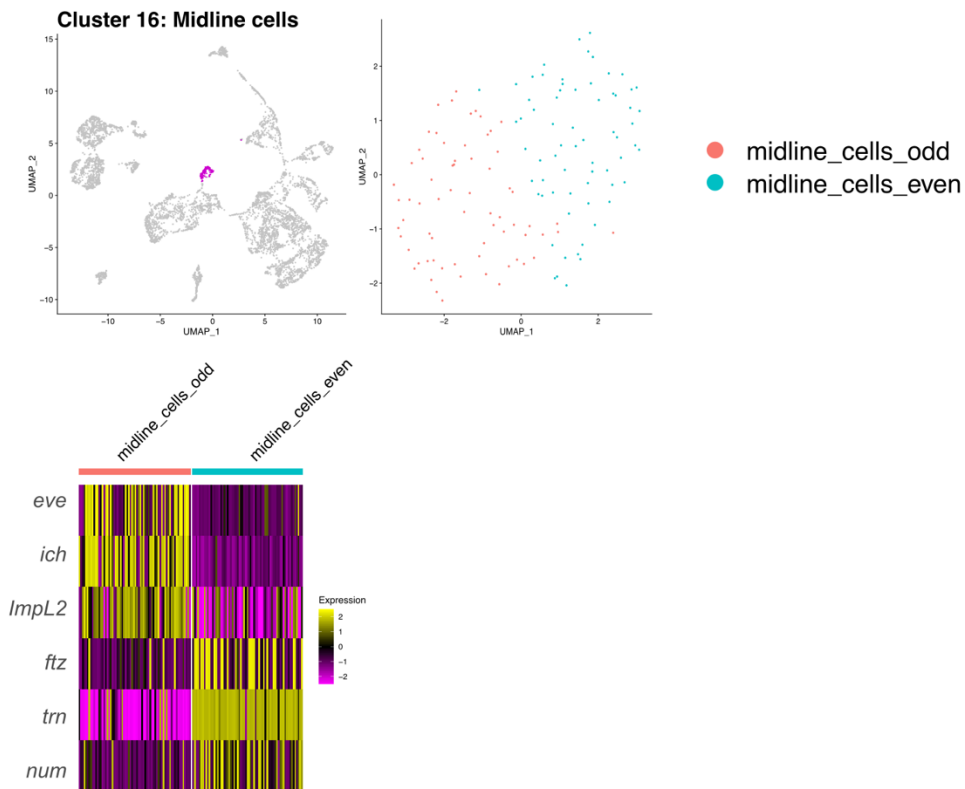 Cluster 16: Midline cells
15
10
5
0
−5
−10
UMAP_2
−10
−5
0
5
10
UMAP_1
2
1
0
−1
−2
UMAP_2
−2
0
2
UMAP_1
midline_cells_odd
midline_cells_even
midline_cells_odd
midline_cells_even
eve
ich
ImpL2
ftz
trn
num
Expression
2
1
0
−1
−2